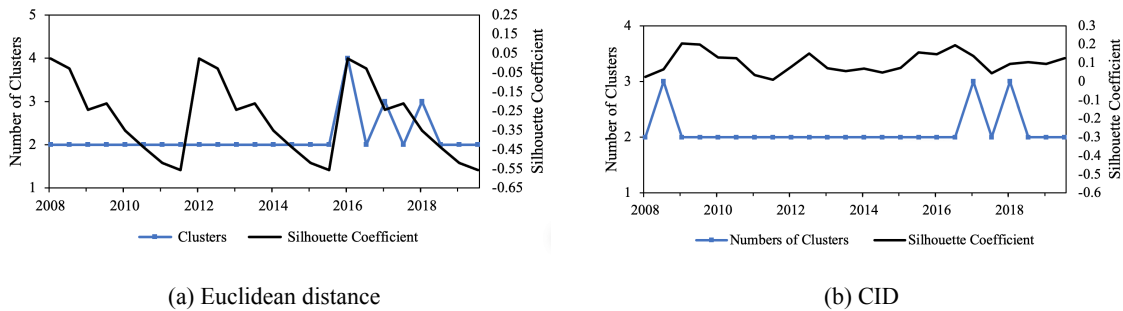 5
4
3
2
1
Number of Clusters
0.25
0.15
0.05
-0.05
-0.15
-0.25
-0.35
-0.45
-0.55
-0.65
Silhouette Coefficient
2008 2010 2012 2014 2016 2018
Clusters Silhouette Coefficient
(a) Euclidean distance
4
3
2
1
Number of Clusters
0.3
0.2
0.1
0
-0.1
-0.2
-0.3
-0.4
-0.5
-0.6
Silhouette Coefficient
2008 2010 2012 2014 2016 2018
Numbers of Clusters Silhouette Coefficient
(b) CID